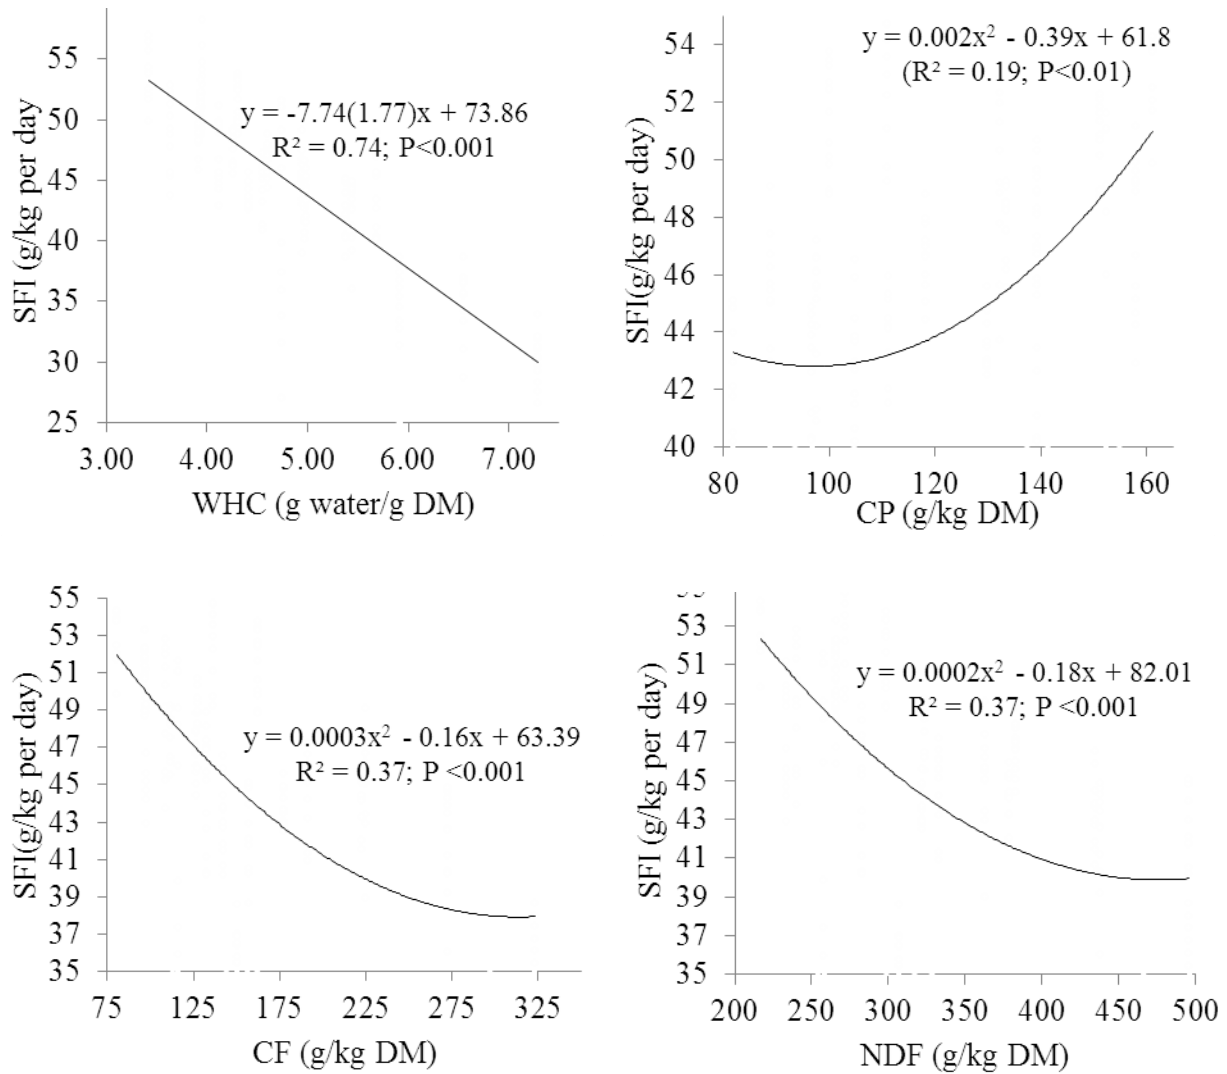 55
50
45
40
35
30
25
SFI (g/kg per day
y = -7.74(1.77)x + 73.86
R² = 0.74; P<0.001
3.00 4.00 5.00 6.00 7.00
WHC (g water/g DM)
54
52
50
48
46
44
42
40
SFI(g/kg per day)
y = 0.002x² - 0.39x + 61.8
(R² = 0.19; P<0.01)
80 100 120 140 160
CP (g/kg DM)
55
53
51
49
47
45
43
41
39
37
35
SFI(g/kg per day)
y = 0.0003x² - 0.16x + 63.39
R² = 0.37; P <0.001
75 125 175 225 275 325
CF (g/kg DM)
55
53
51
49
47
45
43
41
39
37
35
SFI (g/kg per day)
y = 0.0002x² - 0.18x + 82.01
R² = 0.37; P <0.001
200 250 300 350 400 450 500
NDF (g/kg DM)